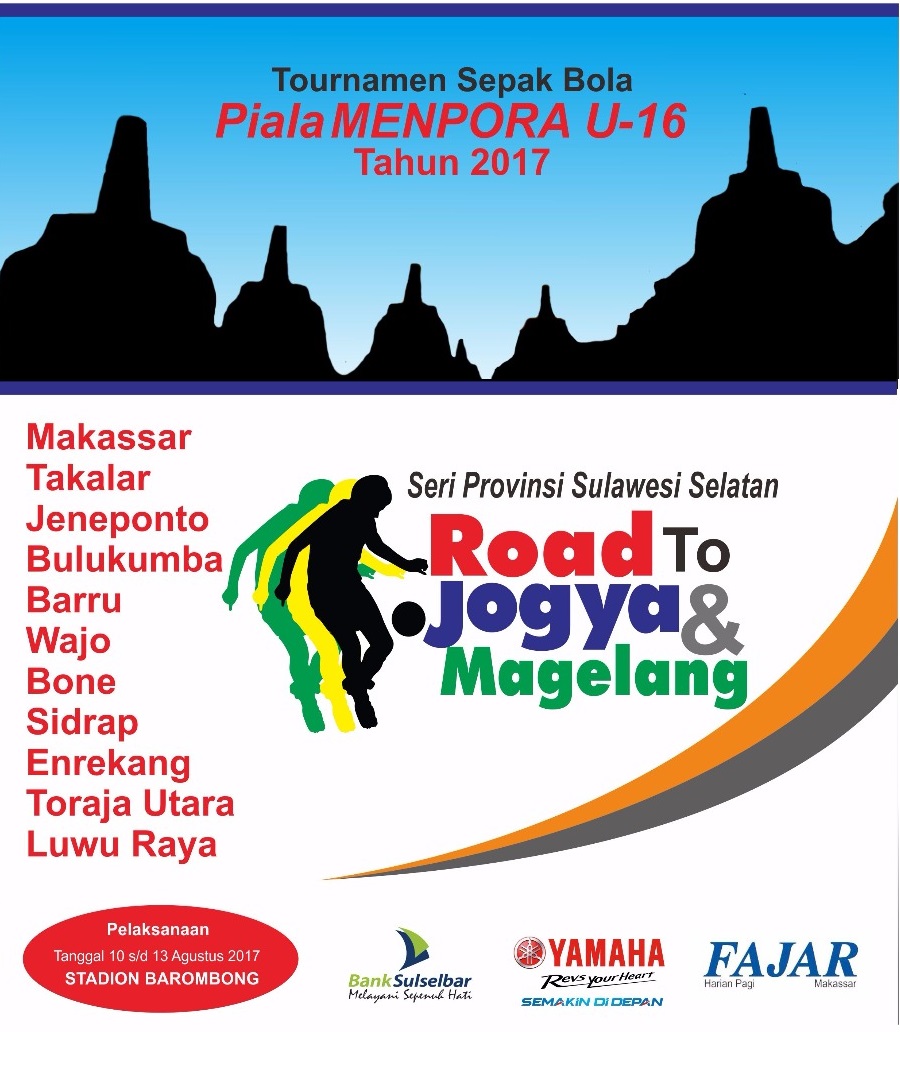 Tournamen Sepak Bola
Piala MENPORA U-16
Tahun 2017
Makassar
Takalar
Jeneponto
Bulukumba
Barru
Wajo
Bone
Sidrap
Enrekang
Toraja Utara
Luwu Raya
Seri Provinsi Sulawesi Selatan
Road To
Jogya &
Magelang
Pelaksanaan
Tanggal 10 s/d 13 Agustus 2017
STADION BAROMBONG
BankSulselbar
Melayani Sepenuh Hati
YAMAHA
Revs Your Heart
SEMAKIN DI DEPAN
FAJAR
Harian Pagi Makassar